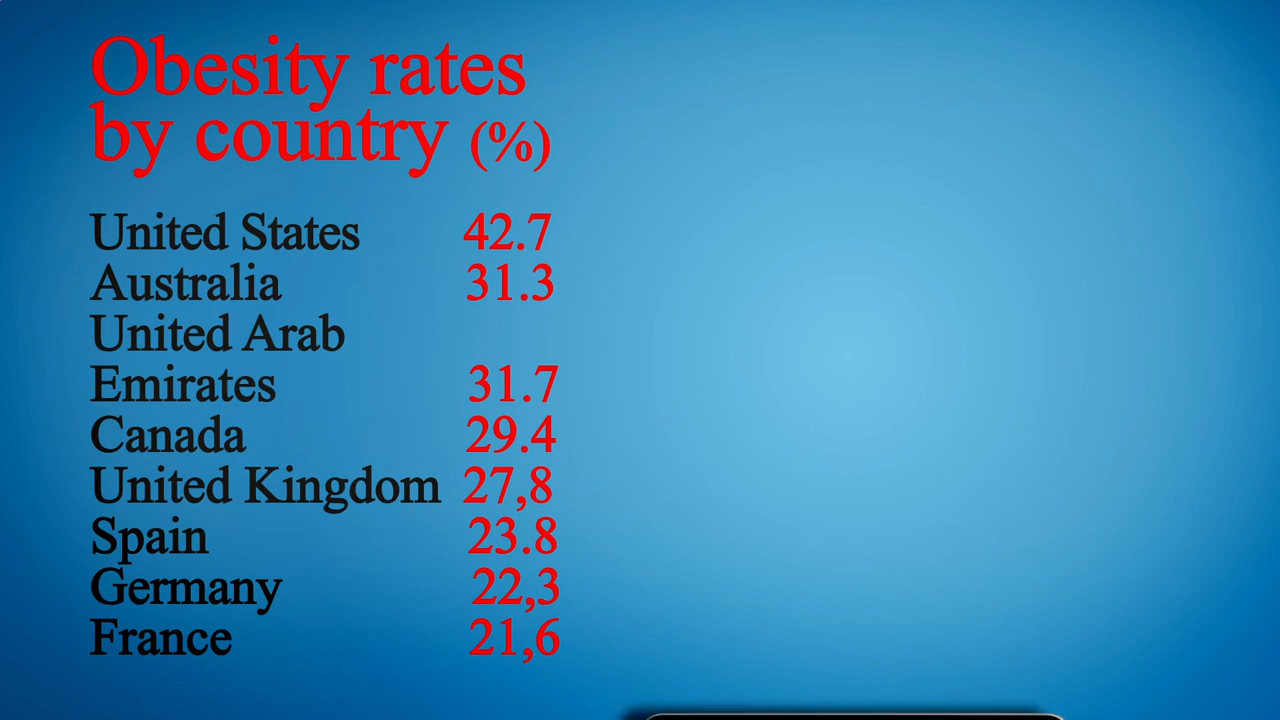 Obesity rates
by country (%)
United States 42.7
Australia 31.3
United Arab
Emirates 31.7
Canada 29.4
United Kingdom 27,8
Spain 23.8
Germany 22,3
France 21,6